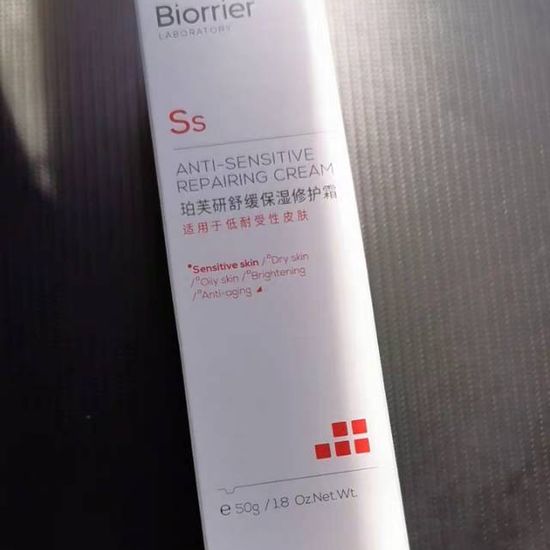 Biorrier
LABORATORY
Ss
ANTI-SENSITIVE
REPAIRING CREAM
珀芙研舒缓保湿修护霜
适用于低耐受性皮肤
*Sensitive skin / °Dry skin
/ °Oily skin / °Brightening
/ °Anti-aging
e 50g / 1.8 Oz.Net.Wt.